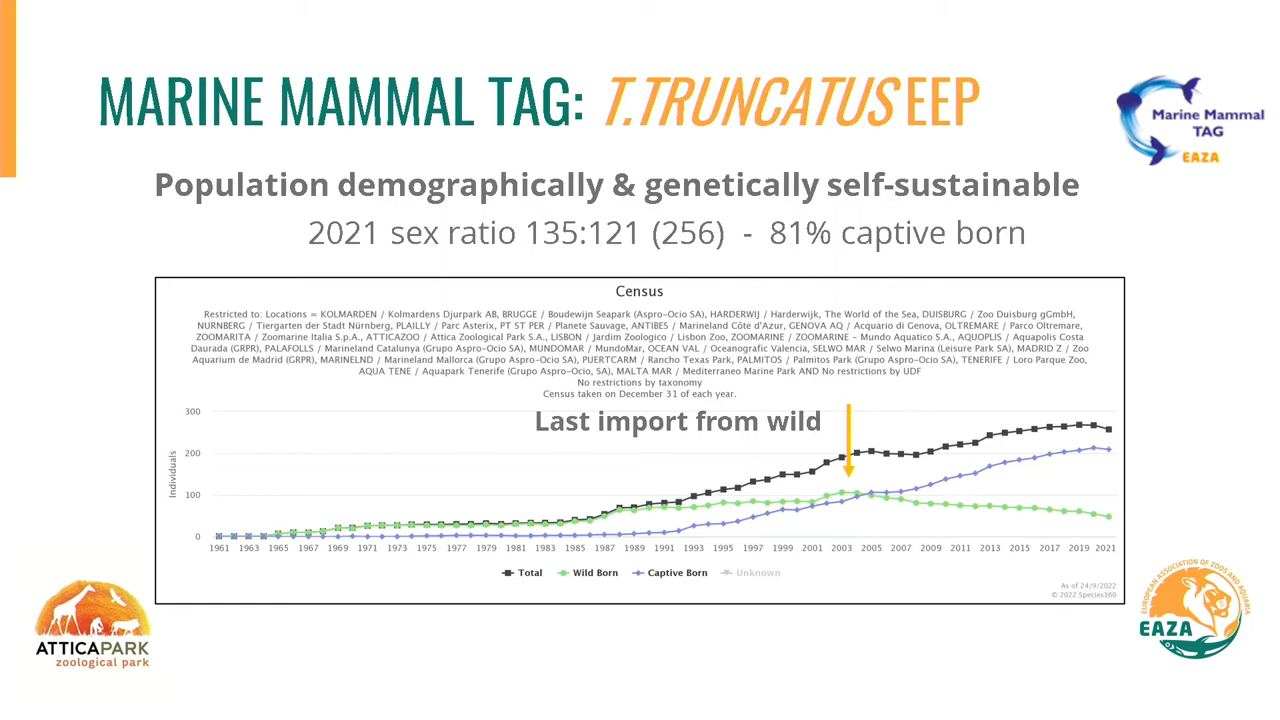 MARINE MAMMAL TAG: T.TRUNCATUS EEP
Marine Mammal
TAG
EAZA
Population demographically & genetically self-sustainable
2021 sex ratio 135:121 (256) - 81% captive born
Census
Restricted to: Locations = KOLMARDEN / Kolmardens Djurpark AB, BRUGGE / Boudewijn Seapark (Aspro-Ocio SA), HARDERWIJ / Harderwijk, The World of the Sea, DUISBURG / Zoo Duisburg gGmbH,
NURNBERG / Tiergarten der Stadt Nürnberg, PLAILLY / Parc Asterix, PT ST PER / Planete Sauvage, ANTIBES / Marineland Côte d'Azur, GENOVA AQ / Acquario di Genova, OLTREMARE / Parco Oltremare,
ZOOMARITA / Zoomarine Italia S.p.A., ATTICAZOO / Attica Zoological Park S.A., LISBON / Jardim Zoologico / Lisbon Zoo, ZOOMARINE / ZOOMARINE - Mundo Aquatico S.A., AQUOPLIS / Aquapolis Costa
Daurada (GRPR), PALAFOLLS / Marineland Catalunya (Grupo Aspro-Ocio SA), MUNDOMAR / MundoMar, OCEAN VAL / Oceanografic Valencia, SELWO MAR / Selwo Marina (Leisure Park SA), MADRID Z / Zoo
Aquarium de Madrid (GRPR), MARINELND / Marineland Mallorca (Grupo Aspro-Ocio SA), PUERTCARM / Rancho Texas Park, PALMITOS / Palmitos Park (Grupo Aspro-Ocio SA), TENERIFE / Loro Parque Zoo,
AQUA TENE / Aquapark Tenerife (Grupo Aspro-Ocio, SA), MALTA MAR / Mediterraneo Marine Park AND No restrictions by UDF
No restrictions by taxonomy
Census taken on December 31 of each year.
Last import from wild
Individuals
300
200
100
0
1961 1963 1965 1967 1969 1971 1973 1975 1977 1979 1981 1983 1985 1987 1989 1991 1993 1995 1997 1999 2001 2003 2005 2007 2009 2011 2013 2015 2017 2019 2021
Total Wild Born Captive Born Unknown
As of 24/9/2022
© 2022 Species360
ATTICAPARK
zoological park
EUROPEAN ASSOCIATION OF ZOOS AND AQUARIA
EAZA